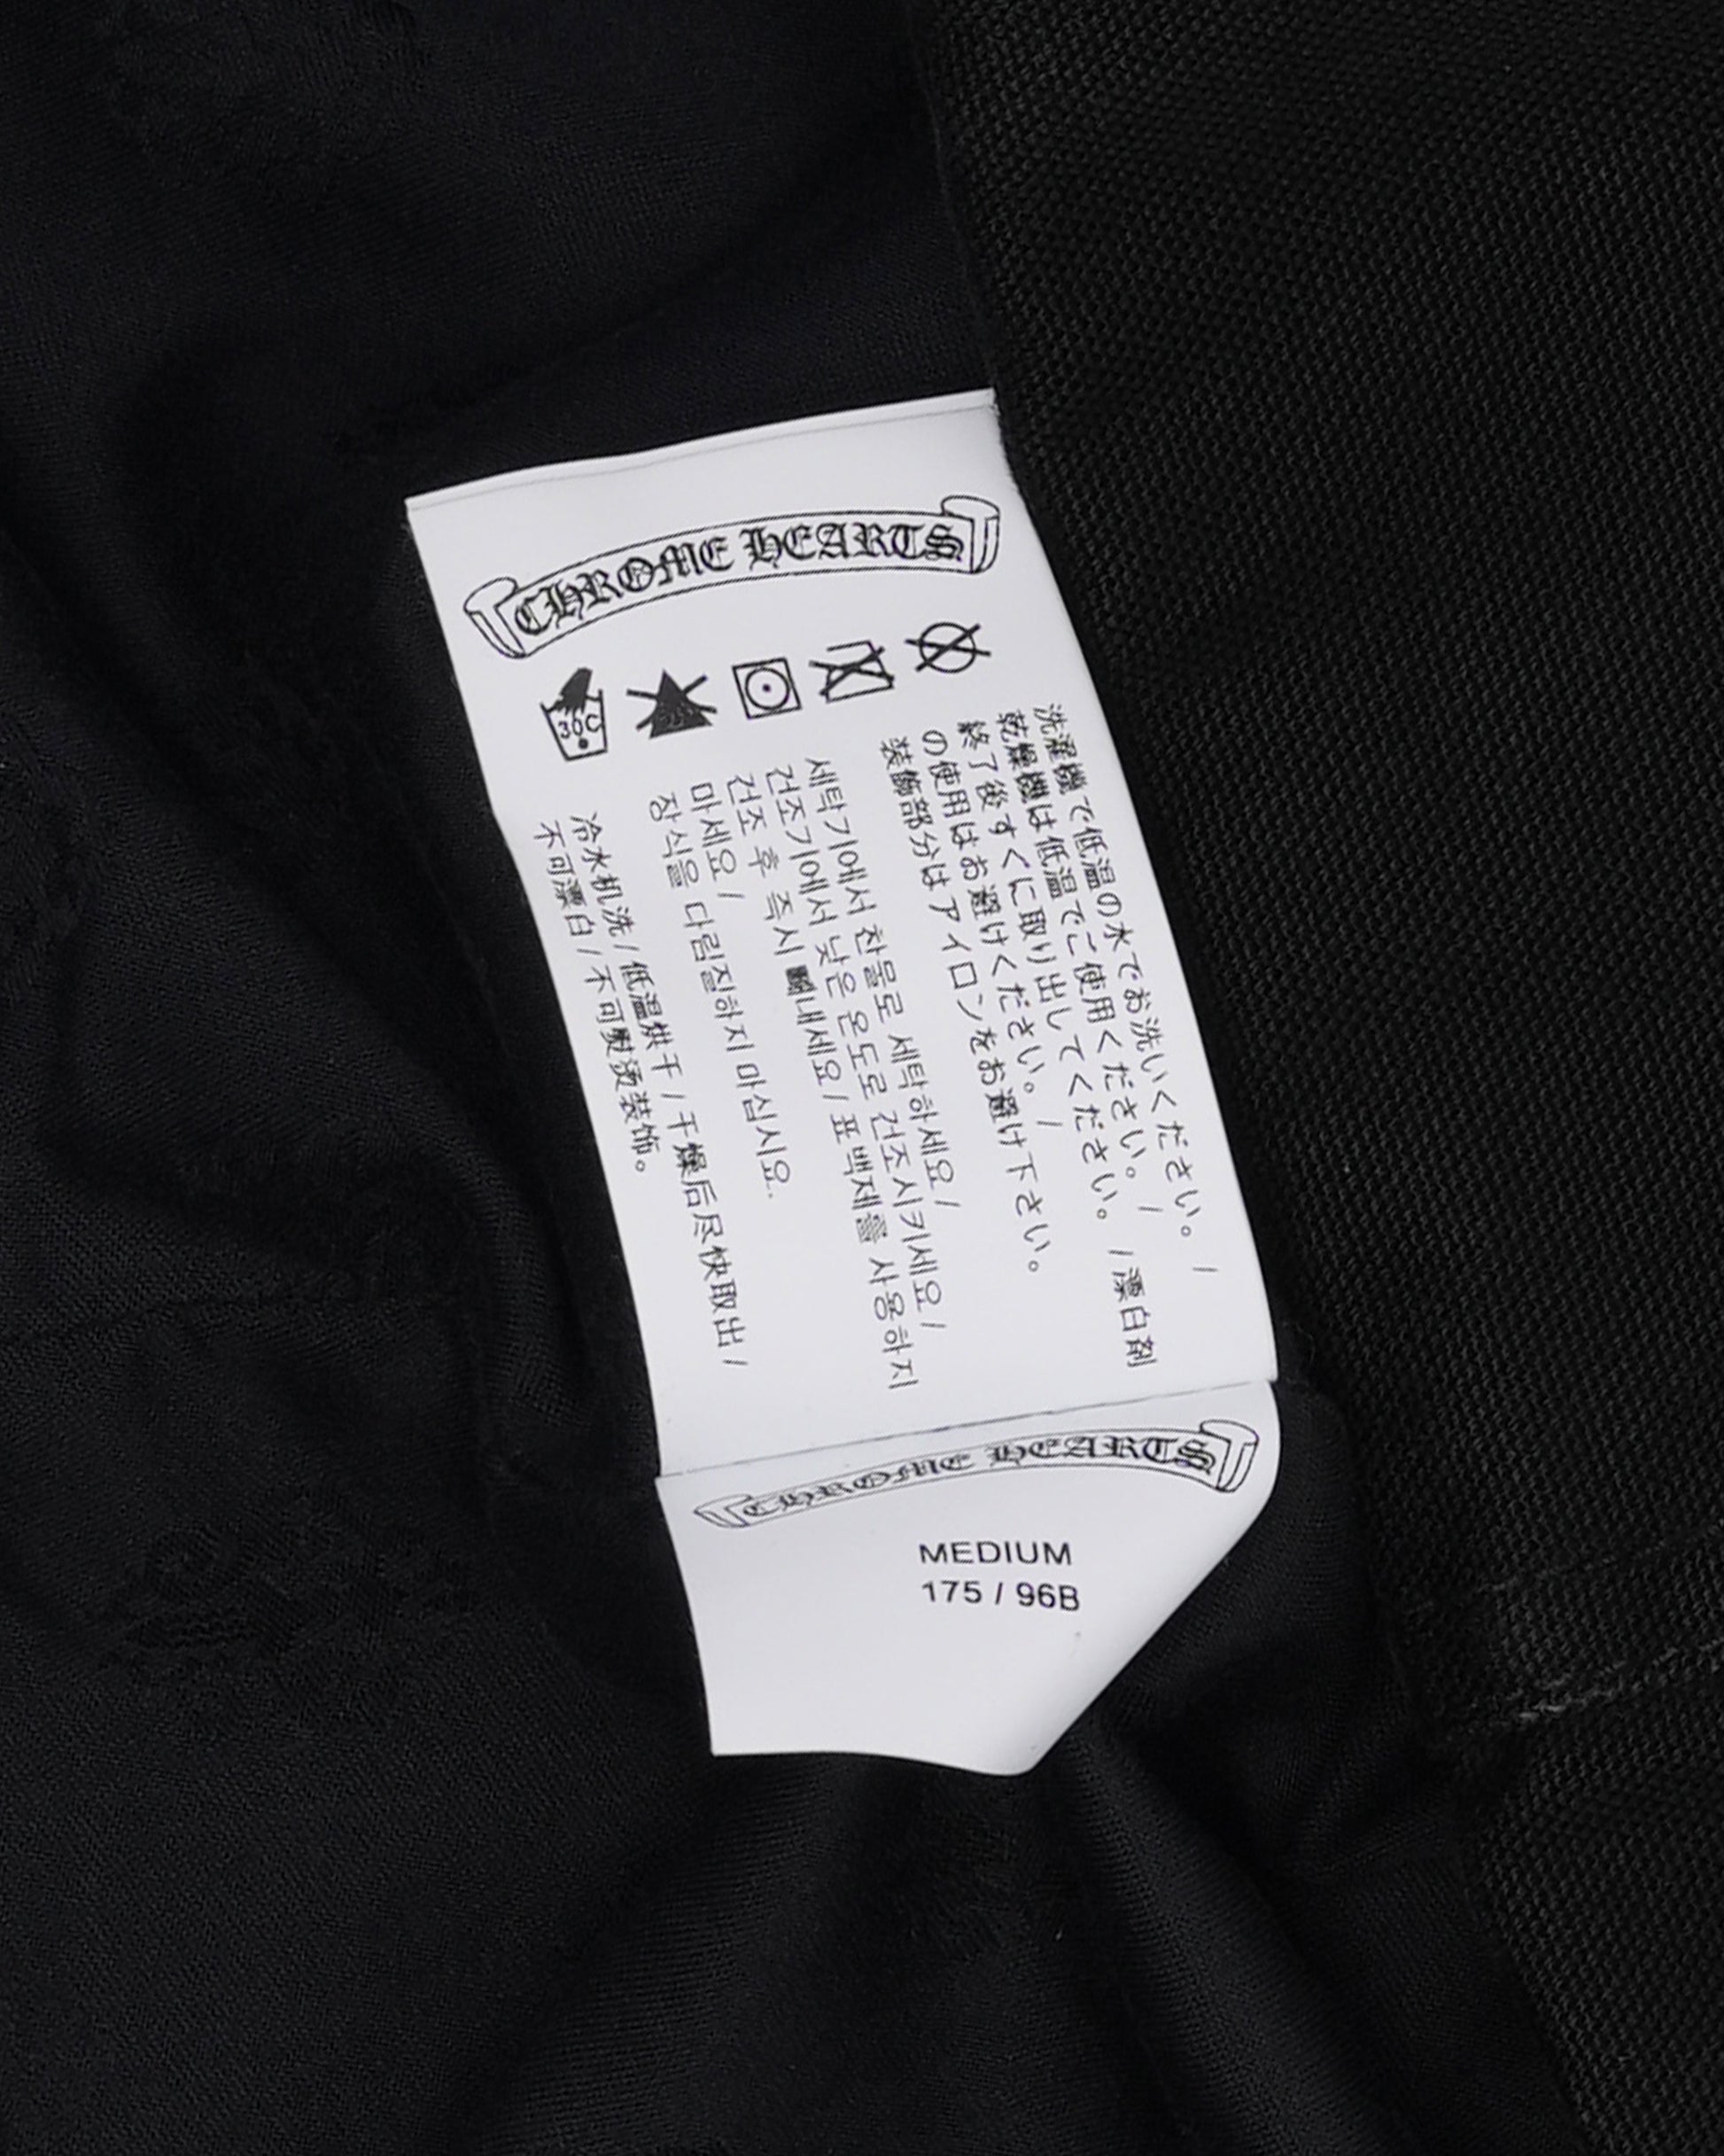 CHROME HEARTS
30C
洗濯機で低温の水でお洗いください。 /
乾燥機は低温でご使用ください。 /
終了後すぐに取り出してください。 /漂白剤
の使用はお避けください。 /
装飾部分はアイロンをお避け下さい。
세탁기에서 찬물로 세탁하세요 /
건조기에서 낮은 온도로 건조시키세요 /
건조 후 즉시 빼내세요 / 표백제를 사용하지
마세요 /
장식을 다림질하지 마십시요.
冷水机洗 / 低温烘干 / 干燥后尽快取出 /
不可漂白 / 不可熨烫装饰。
CHROME HEARTS
MEDIUM
175 / 96B